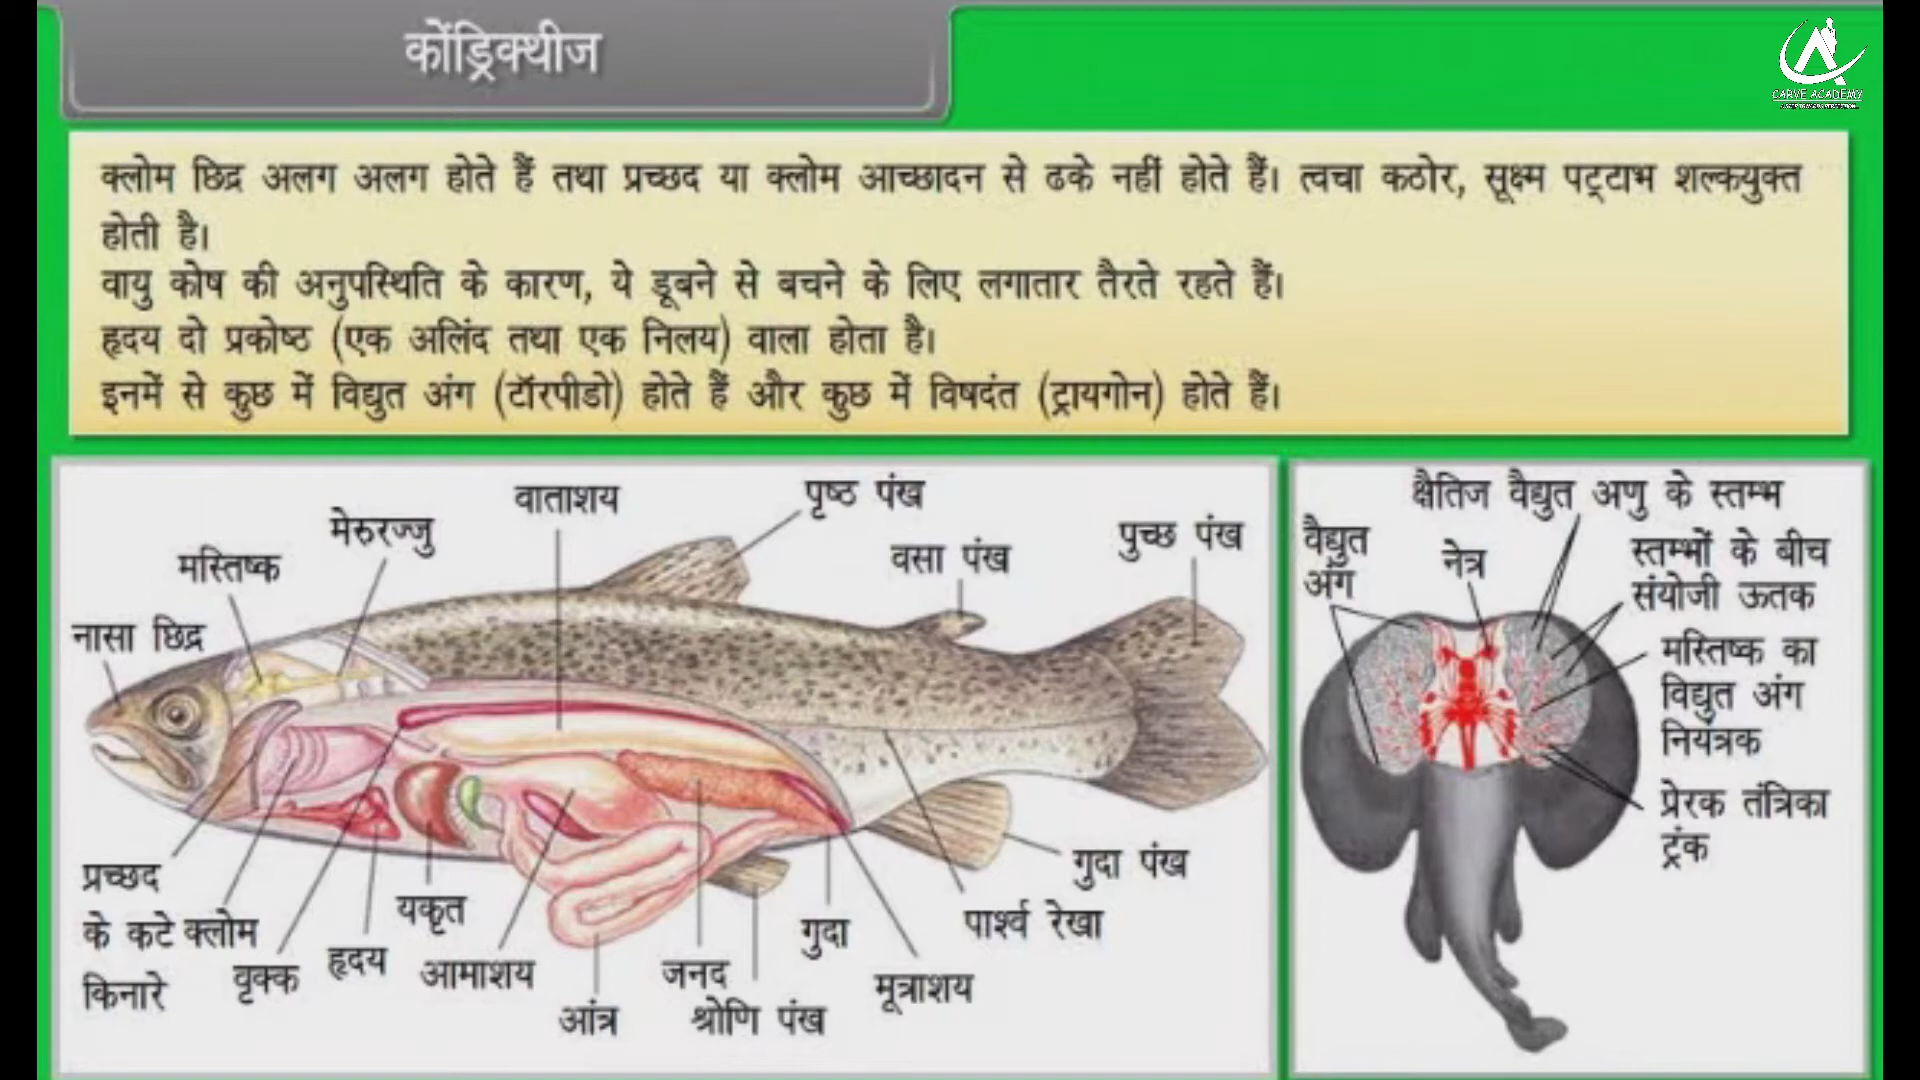 कोंड्रिक्थीज
CARVE ACADEMY
क्लोम छिद्र अलग अलग होते हैं तथा प्रच्छद या क्लोम आच्छादन से ढके नहीं होते हैं। त्वचा कठोर, सूक्ष्म पट्टाभ शल्कयुक्त
होती है।
वायु कोष की अनुपस्थिति के कारण, ये डूबने से बचने के लिए लगातार तैरते रहते हैं।
हृदय दो प्रकोष्ठ (एक अलिंद तथा एक निलय) वाला होता है।
इनमें से कुछ में विद्युत अंग (टॉरपीडो) होते हैं और कुछ में विषदंत (ट्रायगोन) होते हैं।
वाताशय
पृष्ठ पंख
मेरुरज्जु
पुच्छ पंख
वसा पंख
मस्तिष्क
नासा छिद्र
प्रच्छद
के कटे
किनारे
क्लोम
वृक्क
हृदय
यकृत
आमाशय
आंत्र
जनद
श्रोणि पंख
गुदा
मूत्राशय
पार्श्व रेखा
गुदा पंख
क्षैतिज वैद्युत अणु के स्तम्भ
वैद्युत
अंग
नेत्र
स्तम्भों के बीच
संयोजी ऊतक
मस्तिष्क का
विद्युत अंग
नियंत्रक
प्रेरक तंत्रिका
ट्रंक